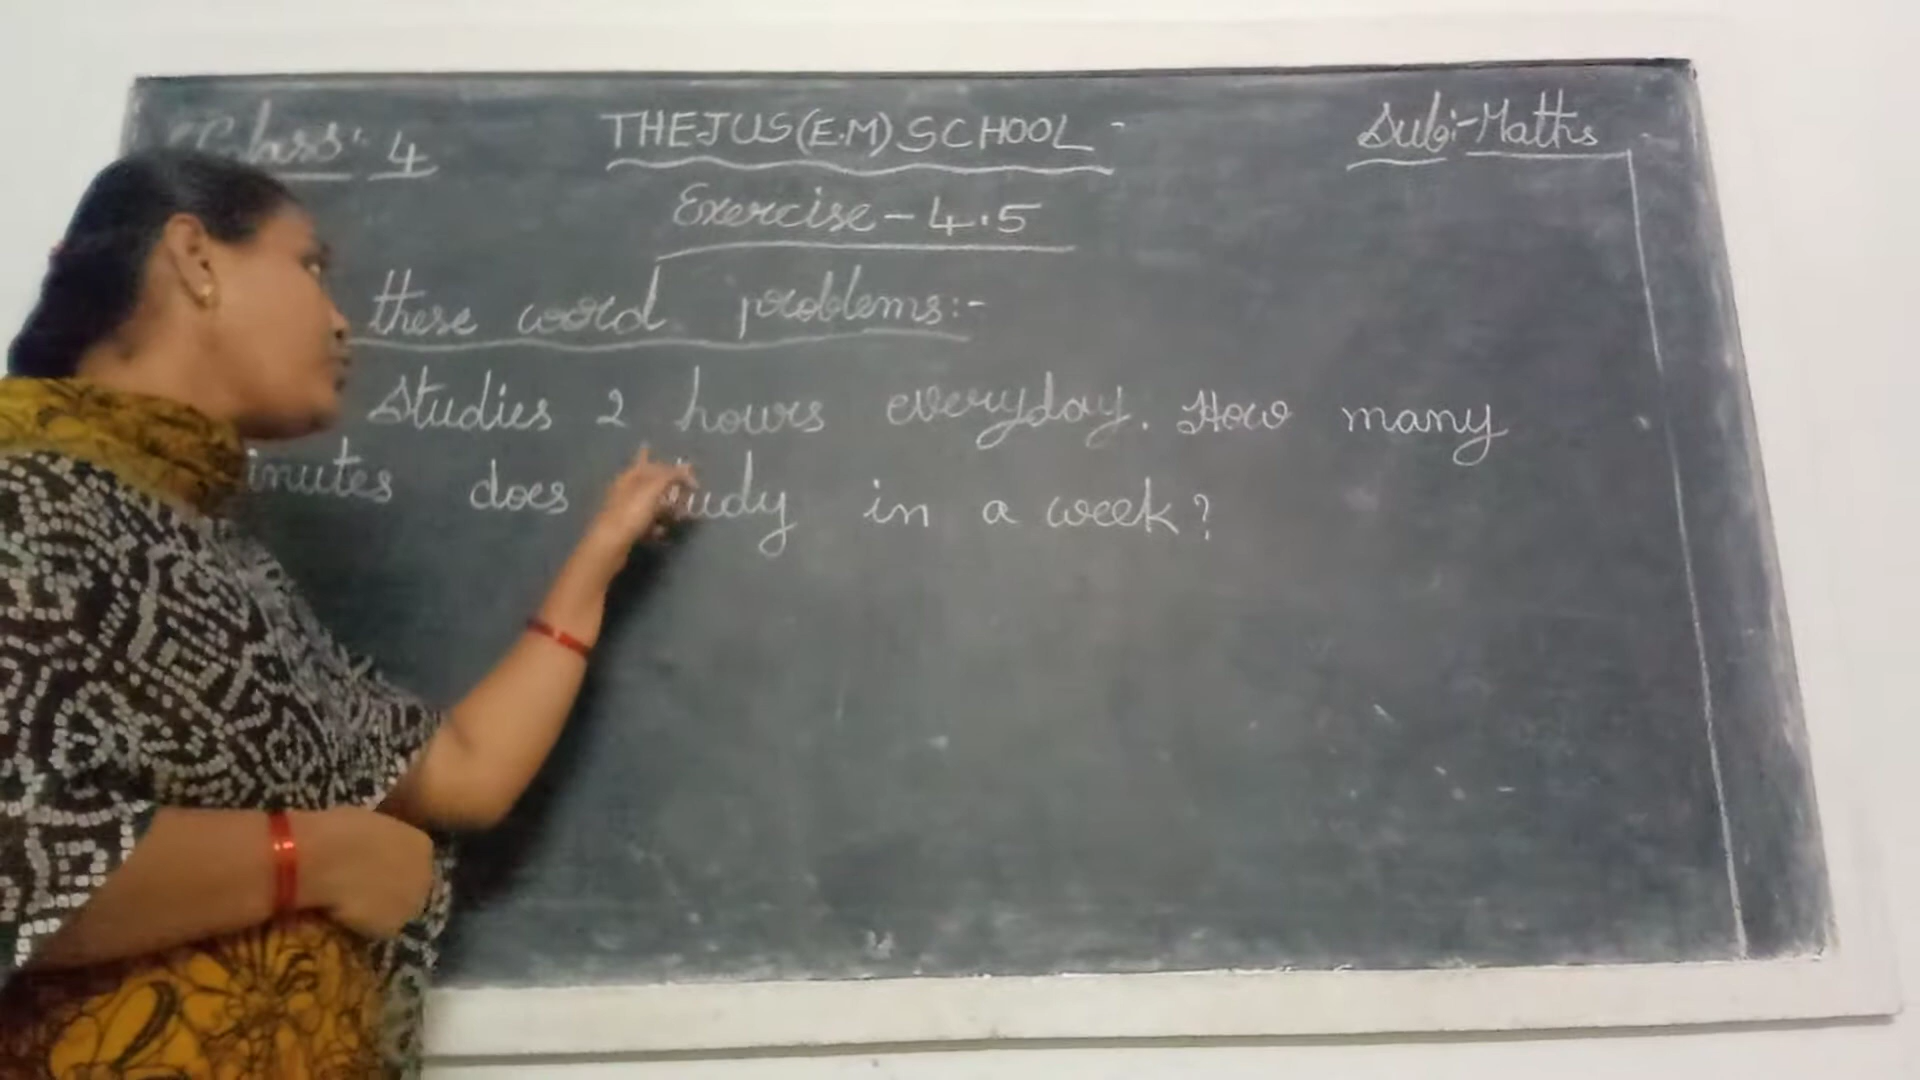 Class: 4
THEJUS(E.M) SCHOOL
Sub:- Maths
Exercise - 4.5
these word problems:-
studies 2 hours everyday. How many
inutes does study in a week?